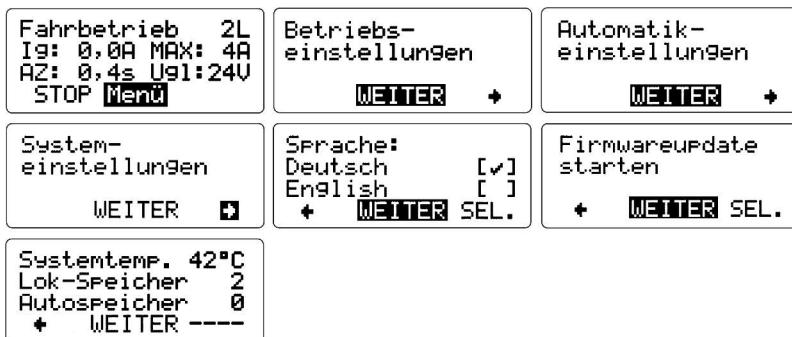 Fahrbetrieb 2L
Ig: 0,0A MAX: 4A
AZ: 0,4s Ugl:24V
STOP Menü
Betriebs-
einstellungen
WEITER →
Automatik-
einstellungen
WEITER →
System-
einstellungen
WEITER →
Sprache:
Deutsch [✓]
English [ ]
← WEITER SEL.
Firmwareupdate
starten
← WEITER SEL.
Systemtemp. 42°C
Lok-Speicher 2
Autospeicher 0
← WEITER ----